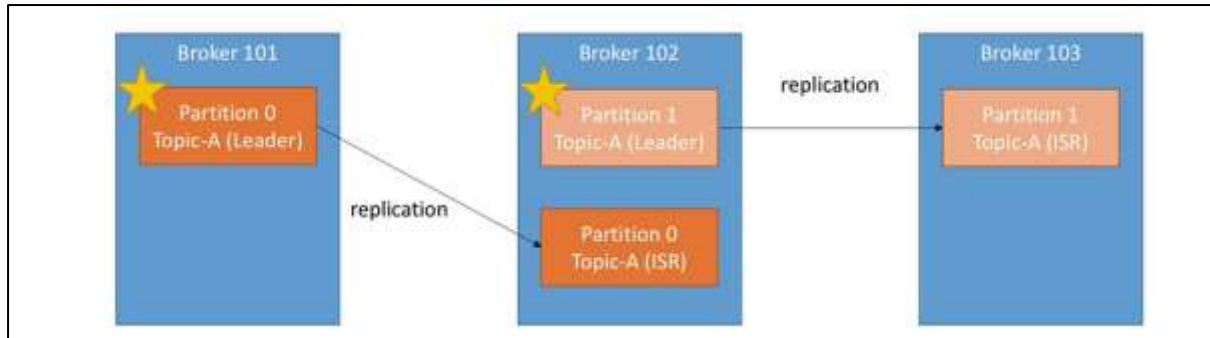 Broker 101
Partition 0
Topic-A (Leader)
replication
Broker 102
Partition 1
Topic-A (Leader)
Partition 0
Topic-A (ISR)
replication
Broker 103
Partition 1
Topic-A (ISR)